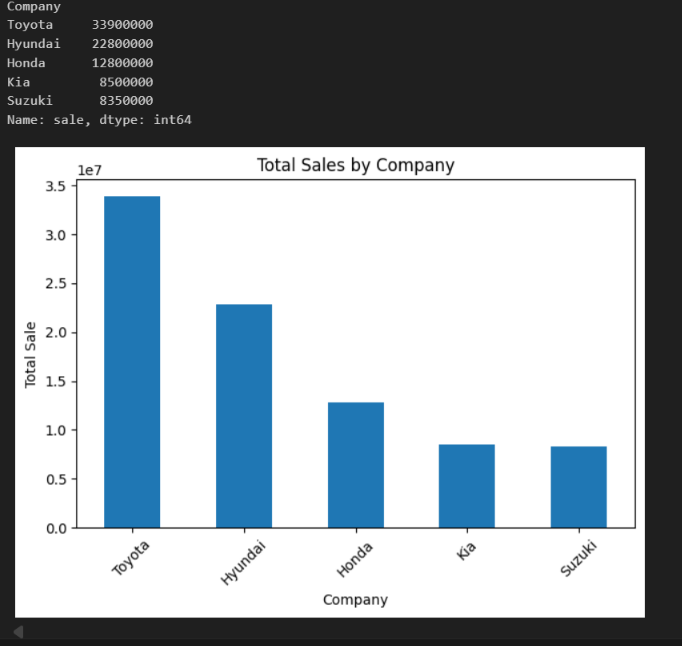 Company
Toyota 33900000
Hyundai 22800000
Honda 12800000
Kia 8500000
Suzuki 8350000
Name: sale, dtype: int64
Total Sales by Company
1e7
3.5
3.0
2.5
2.0
1.5
1.0
0.5
0.0
Total Sale
Toyota
Hyundai
Honda
Kia
Suzuki
Company